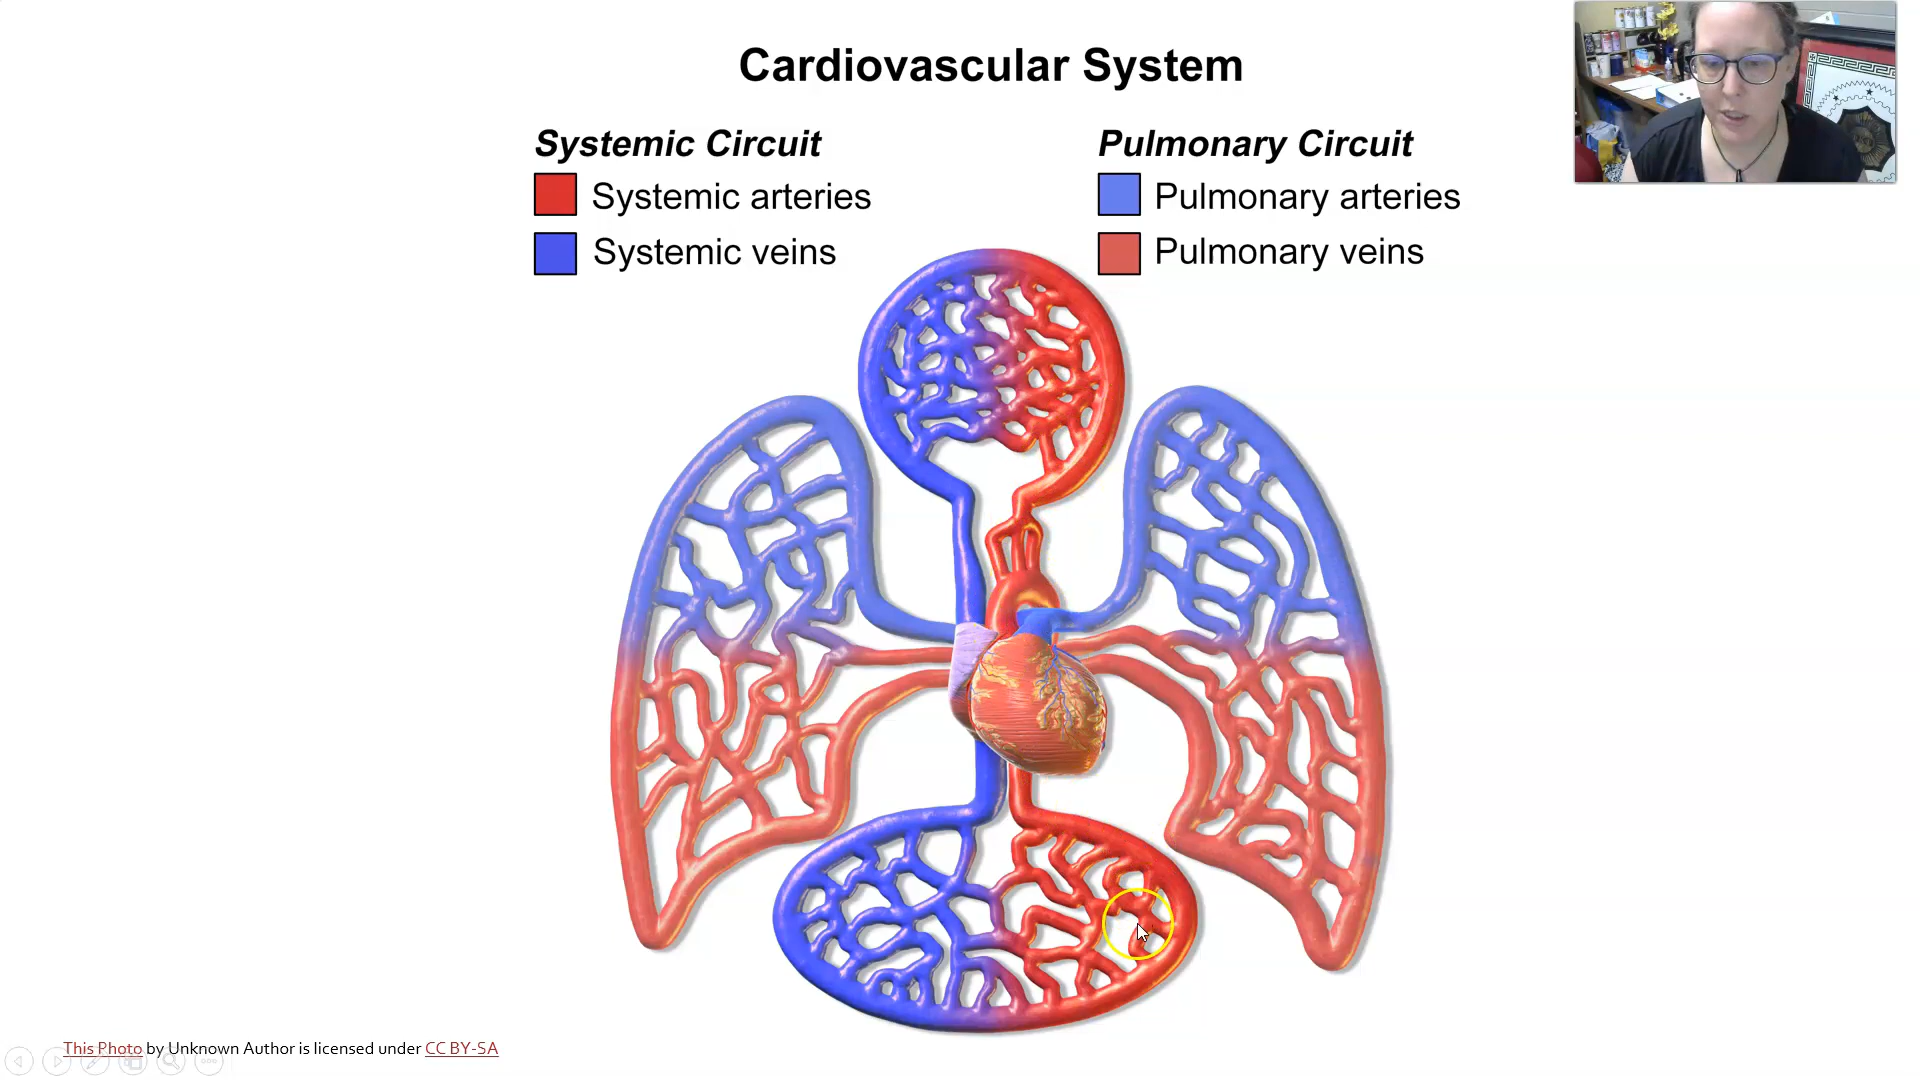 Cardiovascular System
Systemic Circuit
Systemic arteries
Systemic veins
Pulmonary Circuit
Pulmonary arteries
Pulmonary veins
This Photo by Unknown Author is licensed under CC BY-SA